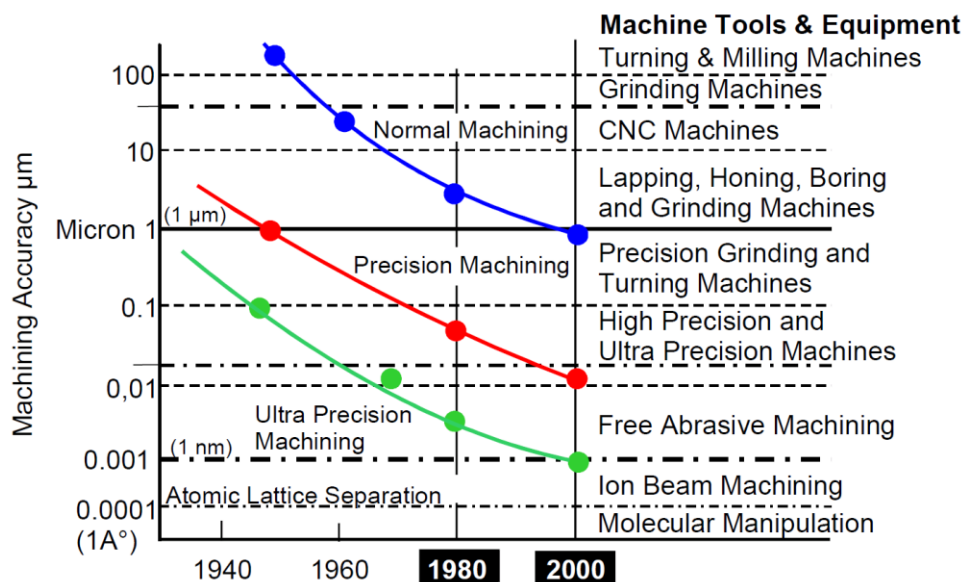 Machine Tools & Equipment
Turning & Milling Machines
100
Grinding Machines
Normal Machining
CNC Machines
10
Lapping, Honing, Boring
and Grinding Machines
Micron 1
(1 µm)
Precision Machining
Precision Grinding and
Turning Machines
0.1
High Precision and
Ultra Precision Machines
0,01
Ultra Precision
Machining
Free Abrasive Machining
(1 nm)
0.001
Ion Beam Machining
Atomic Lattice Separation
0.0001
(1A°)
Molecular Manipulation
1940
1960
1980
2000
Machining Accuracy µm